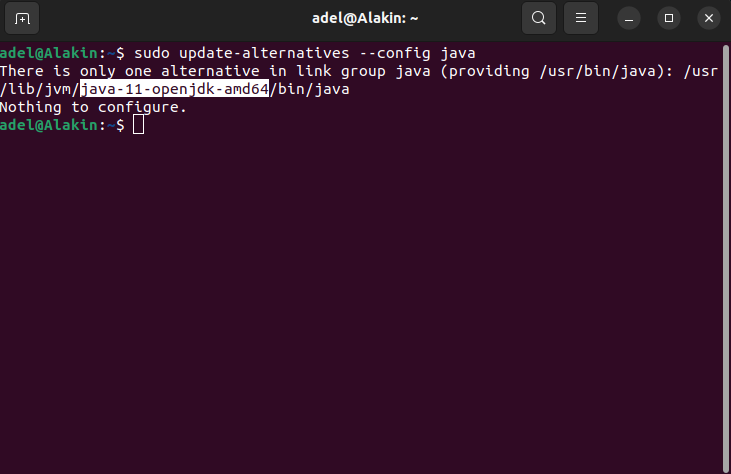 adel@Alakin: ~
adel@Alakin:~$ sudo update-alternatives --config java
There is only one alternative in link group java (providing /usr/bin/java): /usr
/lib/jvm/java-11-openjdk-amd64/bin/java
Nothing to configure.
adel@Alakin:~$